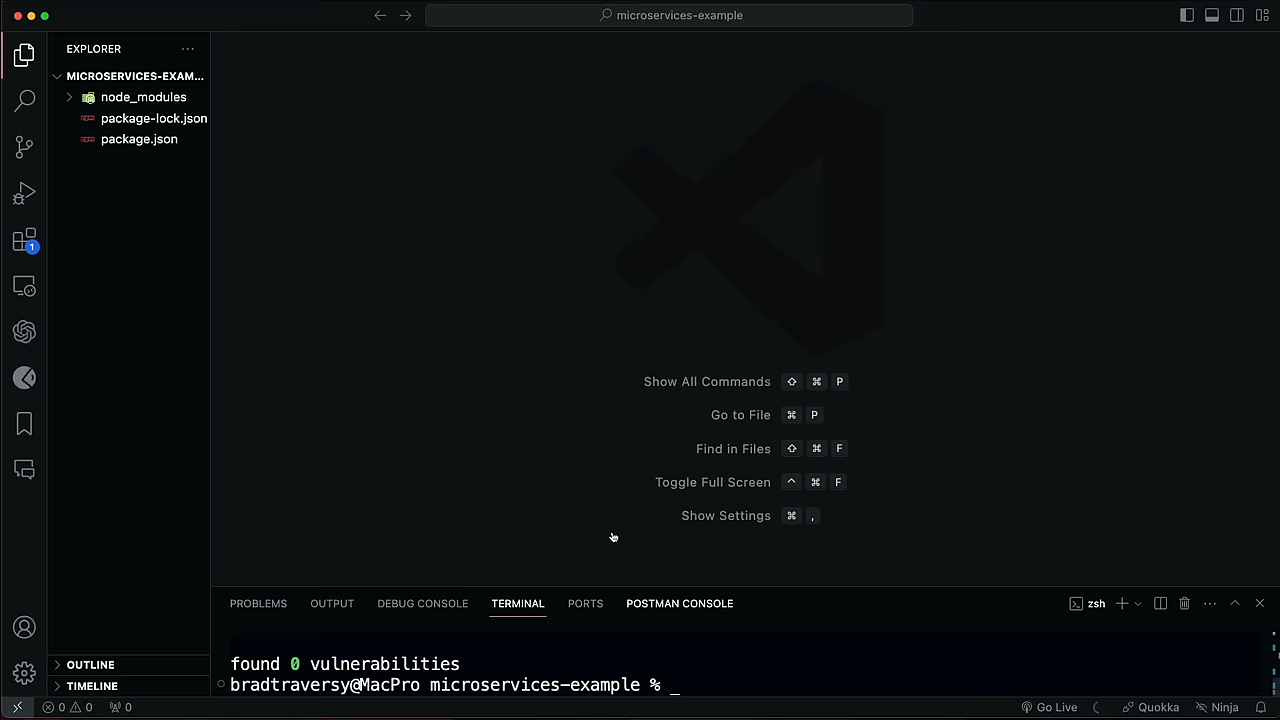 microservices-example
EXPLORER
MICROSERVICES-EXAM...
node_modules
package-lock.json
package.json
1
Show All Commands ⇧ ⌘ P
Go to File ⌘ P
Find in Files ⇧ ⌘ F
Toggle Full Screen ^ ⌘ F
Show Settings ⌘ ,
PROBLEMS OUTPUT DEBUG CONSOLE TERMINAL PORTS POSTMAN CONSOLE zsh
found 0 vulnerabilities
bradtraversy@MacPro microservices-example % _
OUTLINE
TIMELINE
0 0 0 Go Live Quokka Ninja